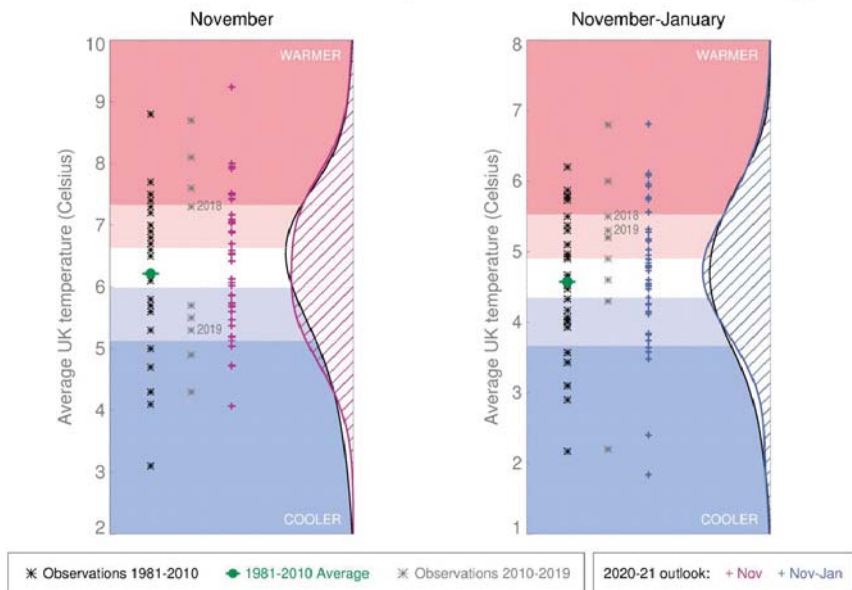 November
November-January
Average UK temperature (Celsius)
10
9
8
7
6
5
4
3
2
WARMER
2018
2019
COOLER
Average UK temperature (Celsius)
8
7
6
5
4
3
2
1
WARMER
2018
2019
COOLER
Observations 1981-2010
1981-2010 Average
Observations 2010-2019
2020-21 outlook:
+ Nov
+ Nov-Jan